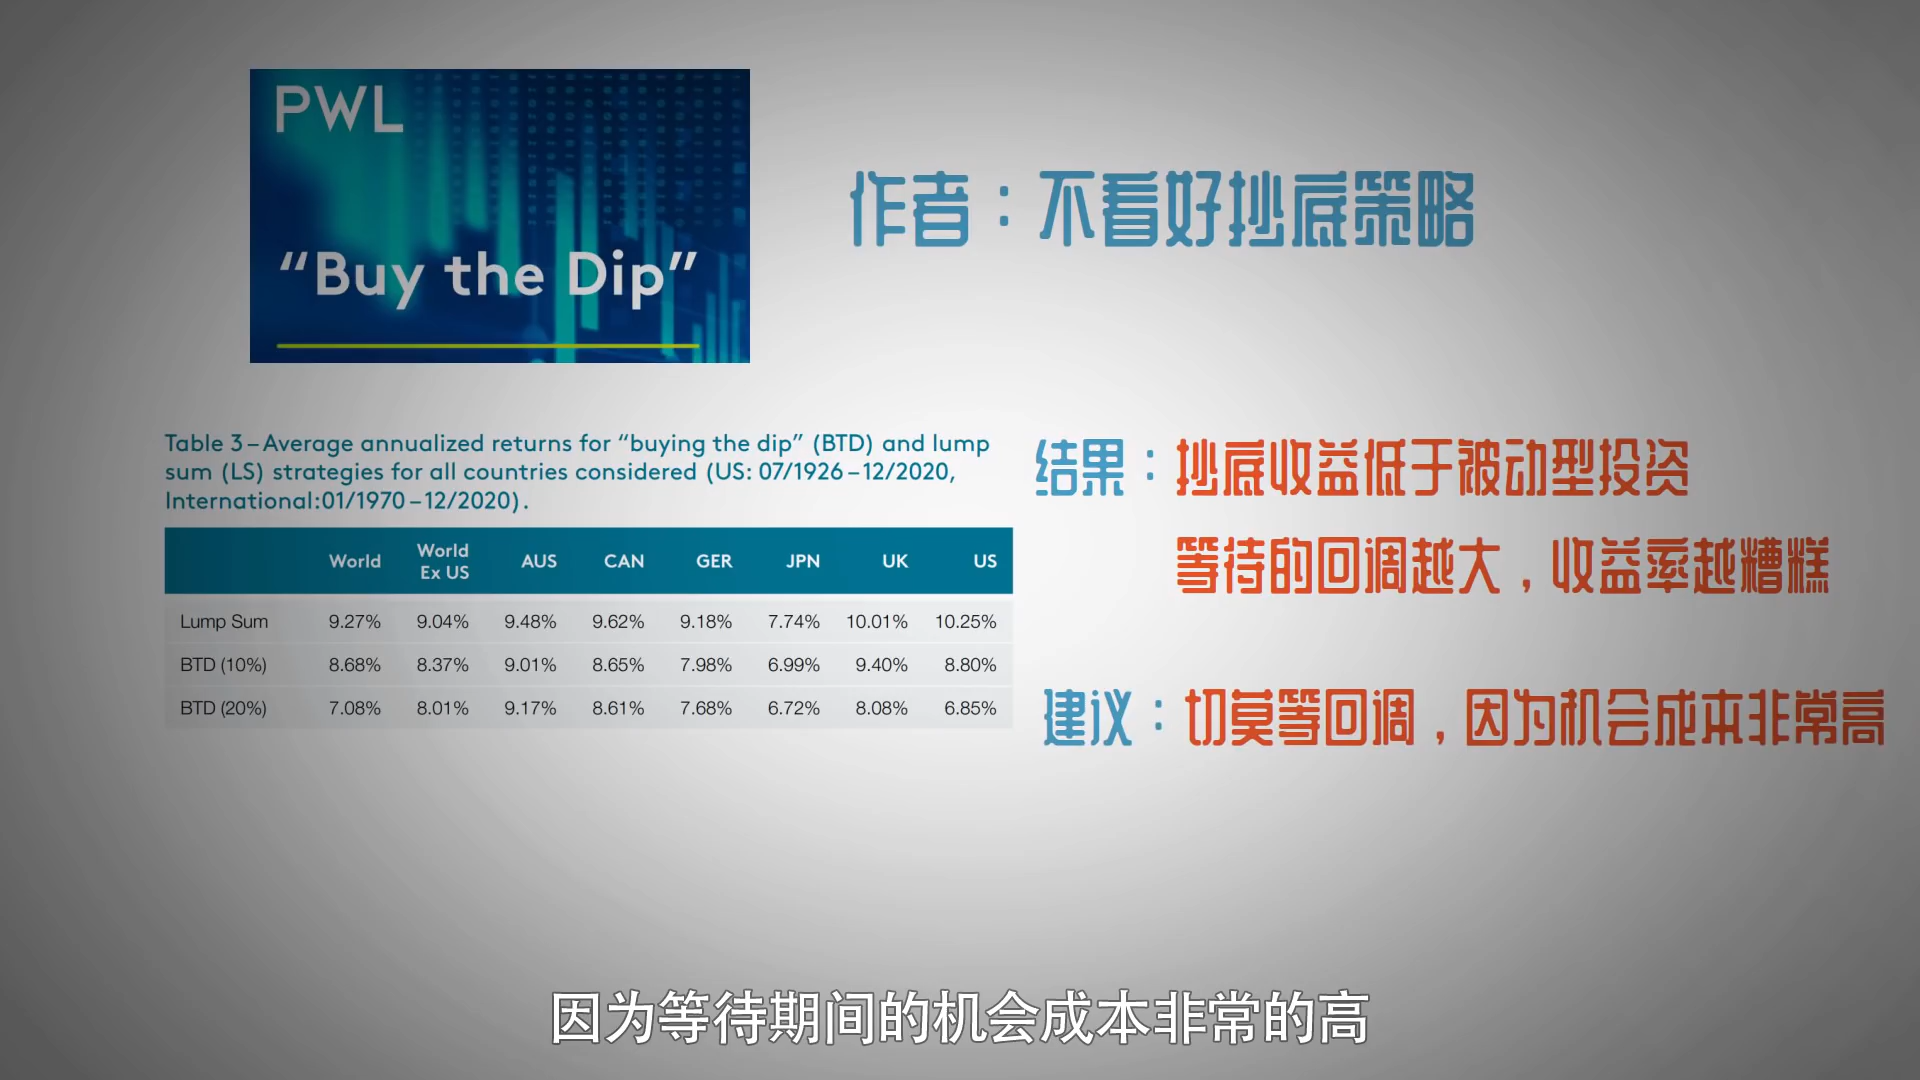 PWL
“Buy the Dip”
作者：不看好抄底策略
Table 3 – Average annualized returns for “buying the dip” (BTD) and lump
sum (LS) strategies for all countries considered (US: 07/1926 – 12/2020,
International:01/1970 – 12/2020).
World World Ex US AUS CAN GER JPN UK US
Lump Sum 9.27% 9.04% 9.48% 9.62% 9.18% 7.74% 10.01% 10.25%
BTD (10%) 8.68% 8.37% 9.01% 8.65% 7.98% 6.99% 9.40% 8.80%
BTD (20%) 7.08% 8.01% 9.17% 8.61% 7.68% 6.72% 8.08% 6.85%
结果：抄底收益低于被动型投资
等待的回调越大，收益率越糟糕
建议：切莫等回调，因为机会成本非常高
因为等待期间的机会成本非常的高